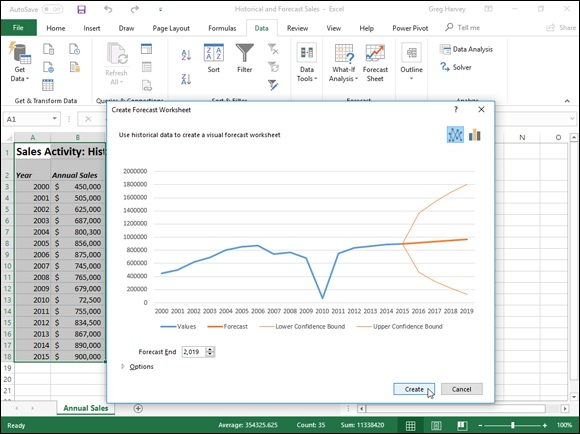 AutoSave Off Historical and Forecast Sales - Excel Greg Harvey
File Home Insert Draw Page Layout Formulas Data Review View Power Pivot Tell me Share
Get Data Refresh All Sort Filter Data Tools What-If Analysis Forecast Sheet Outline Data Analysis
Solver
Get & Transform Data Queries & Connections Forecast
A1
Create Forecast Worksheet
Use historical data to create a visual forecast worksheet
A B N O
1 Sales Activity: Hist
2 Year Annual Sales
3 2000 $ 450,000
4 2001 $ 505,000
5 2002 $ 625,000
6 2003 $ 687,000
7 2004 $ 800,300
8 2005 $ 856,000
9 2006 $ 875,000
10 2007 $ 745,000
11 2008 $ 765,000
12 2009 $ 679,000
13 2010 $ 72,500
14 2011 $ 755,000
15 2012 $ 834,500
16 2013 $ 867,000
17 2014 $ 890,000
18 2015 $ 900,000
19
20
21
2000000
1800000
1600000
1400000
1200000
1000000
800000
600000
400000
200000
0
2000 2001 2002 2003 2004 2005 2006 2007 2008 2009 2010 2011 2012 2013 2014 2015 2016 2017 2018 2019
Values Forecast Lower Confidence Bound Upper Confidence Bound
Forecast End 2,019
Options
Create Cancel
Annual Sales
Ready Average: 354325.625 Count: 35 Sum: 11338420 100%